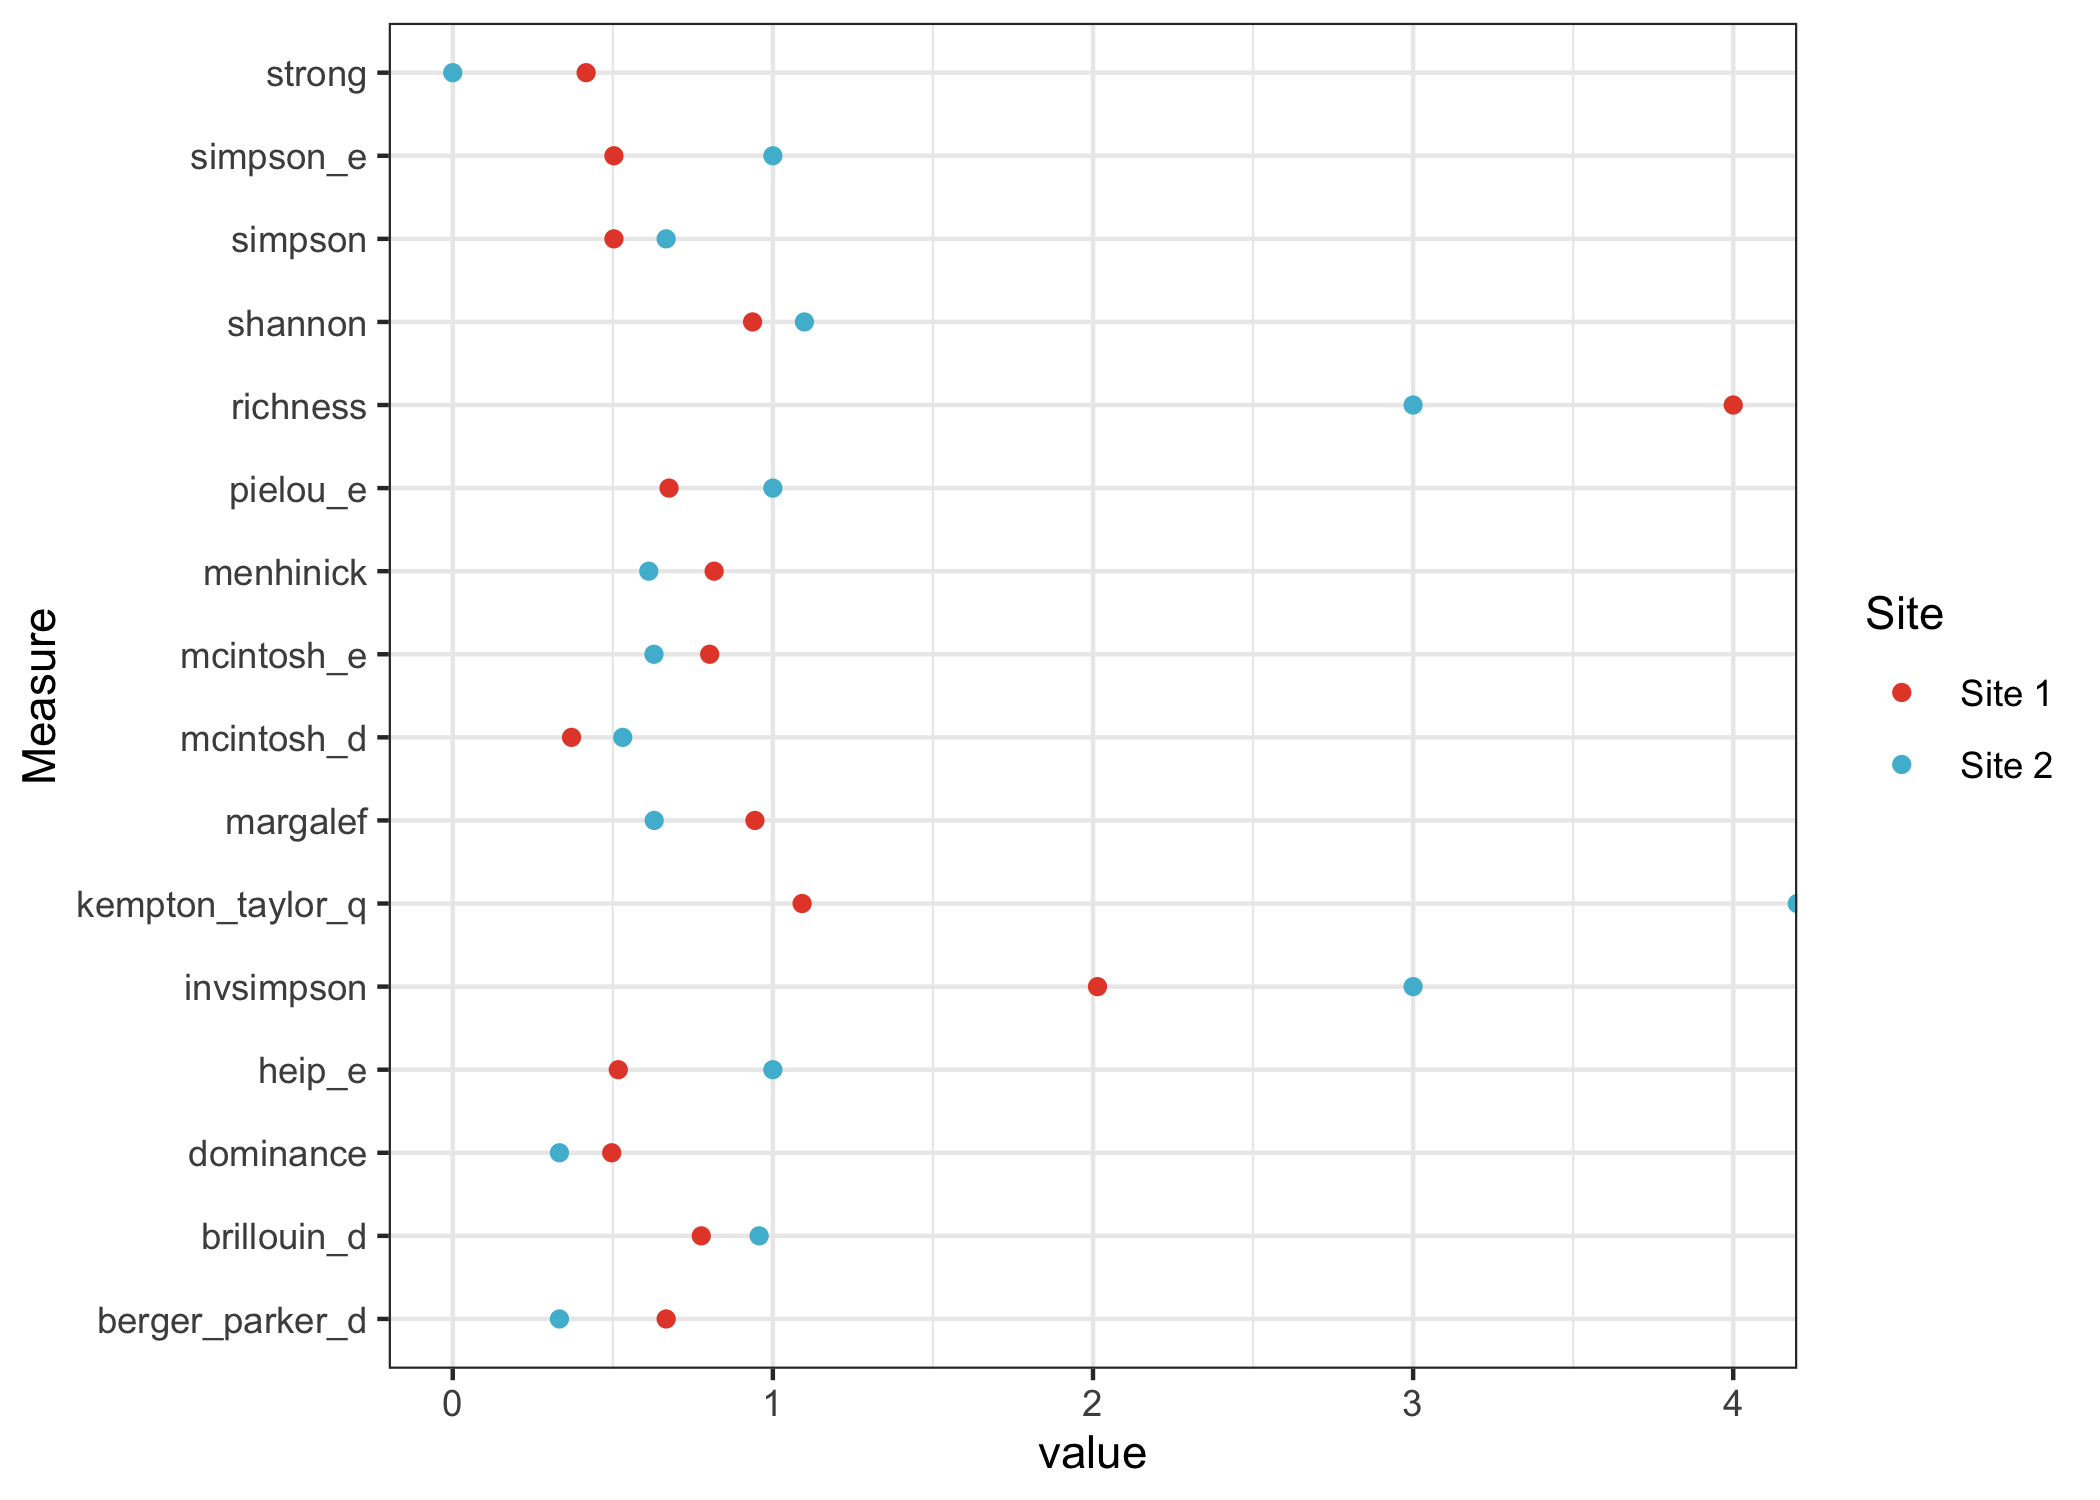 strong
simpson_e
simpson
shannon
richness
pielou_e
menhinick
mcintosh_e
mcintosh_d
margalef
kempton_taylor_q
invsimpson
heip_e
dominance
brillouin_d
berger_parker_d
Measure
0 1 2 3 4
value
Site
Site 1
Site 2